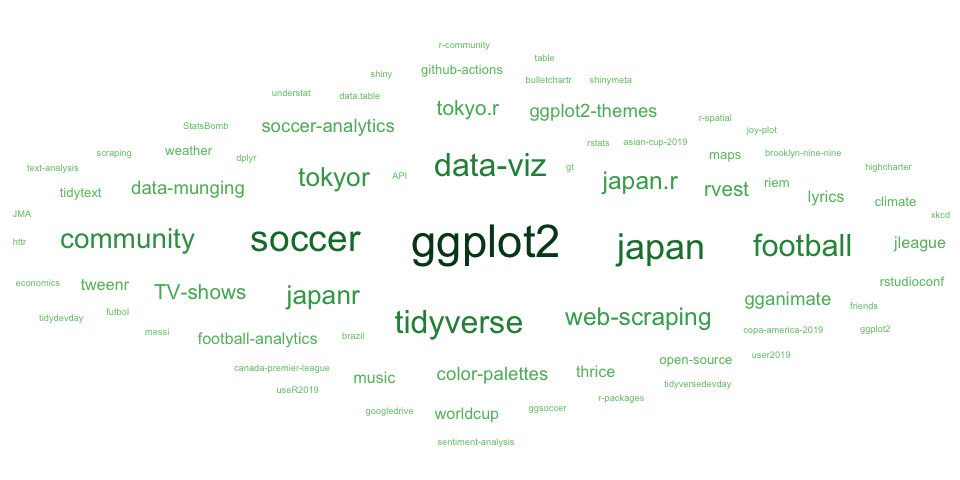 r-community
table
shiny
github-actions
bulletchartr
shinymeta
understat
data.table
tokyo.r
ggplot2-themes
StatsBomb
soccer-analytics
r-spatial
joy-plot
scraping
weather
dplyr
data-viz
rstats
asian-cup-2019
maps
brooklyn-nine-nine
text-analysis
tidytext
data-munging
tokyor
API
gt
japan.r
rvest
riem
lyrics
highcharter
climate
JMA
xkcd
httr
community
soccer
ggplot2
japan
football
jleague
economics
tweenr
TV-shows
japanr
rstudioconf
tidydevday
futbol
tidyverse
web-scraping
gganimate
friends
messi
football-analytics
brazil
copa-america-2019
ggplot2
canada-premier-league
music
color-palettes
thrice
open-source
user2019
useR2019
tidyversedevday
googledrive
worldcup
ggsoccer
r-packages
sentiment-analysis